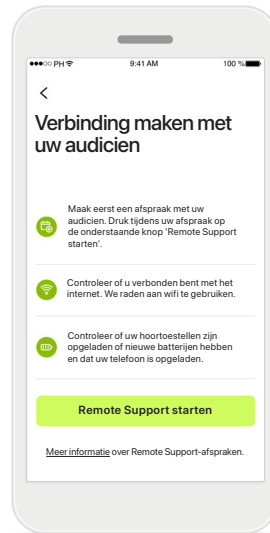 ●●●○○ PH 9:41 AM 100 %
Verbinding maken met
uw audicien
Maak eerst een afspraak met uw
audicien. Druk tijdens uw afspraak op
de onderstaande knop 'Remote Support
starten'.
Controleer of u verbonden bent met het
internet. We raden aan wifi te gebruiken.
Controleer of uw hoortoestellen zijn
opgeladen of nieuwe batterijen hebben
en dat uw telefoon is opgeladen.
Remote Support starten
Meer informatie over Remote Support-afspraken.